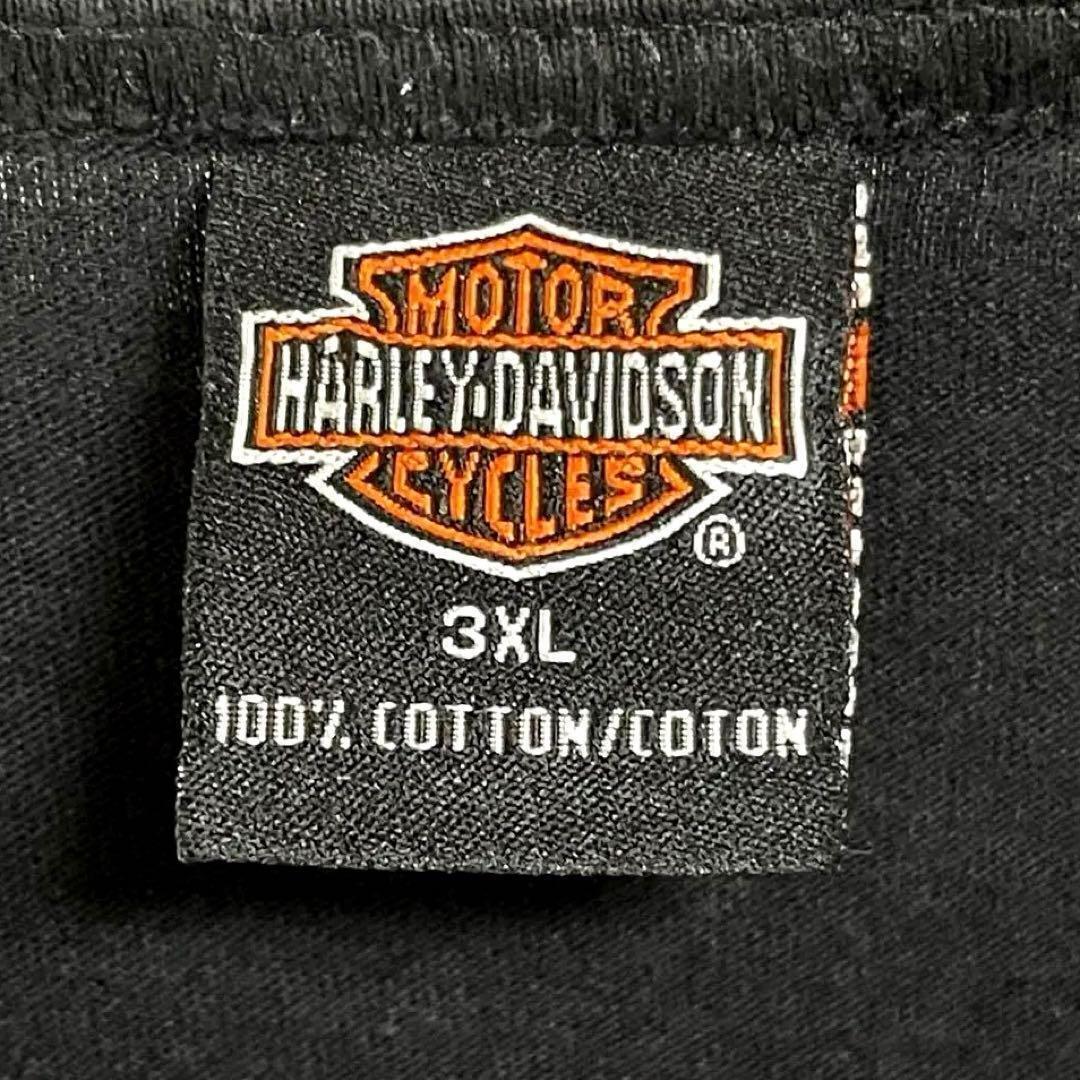 MOTOR
HARLEY-DAVIDSON
CYCLES
®
3XL
100% COTTON/COTON